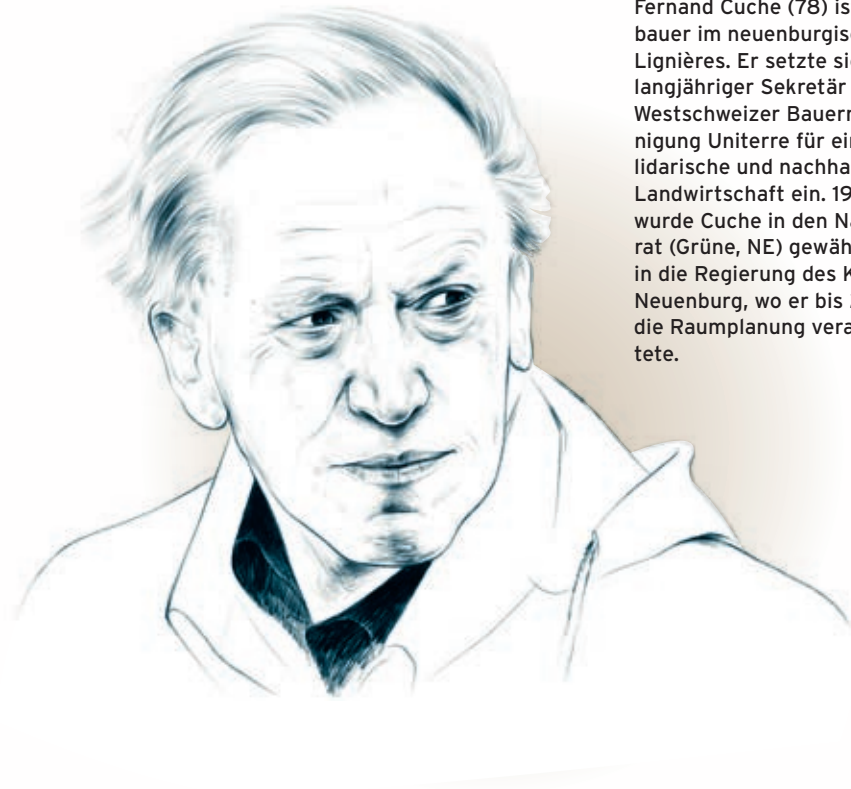 Fernand Cuche (78) is
bauer im neuenburgisc
Lignières. Er setzte si
langjähriger Sekretär
Westschweizer Bauern
nigung Uniterre für ei
lidarische und nachha
Landwirtschaft ein. 19
wurde Cuche in den Na
rat (Grüne, NE) gewäh
in die Regierung des K
Neuenburg, wo er bis
die Raumplanung vera
tete.